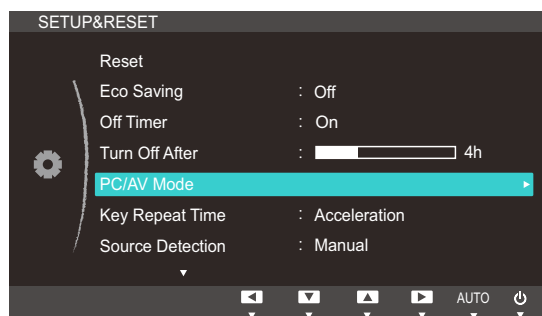 SETUP&RESET
Reset
Eco Saving : Off
Off Timer : On
Turn Off After : 4h
PC/AV Mode
Key Repeat Time : Acceleration
Source Detection : Manual
AUTO